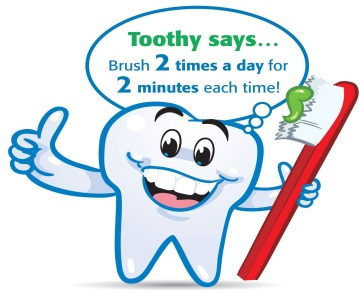 Toothy says...
Brush 2 times a day for
2 minutes each time!